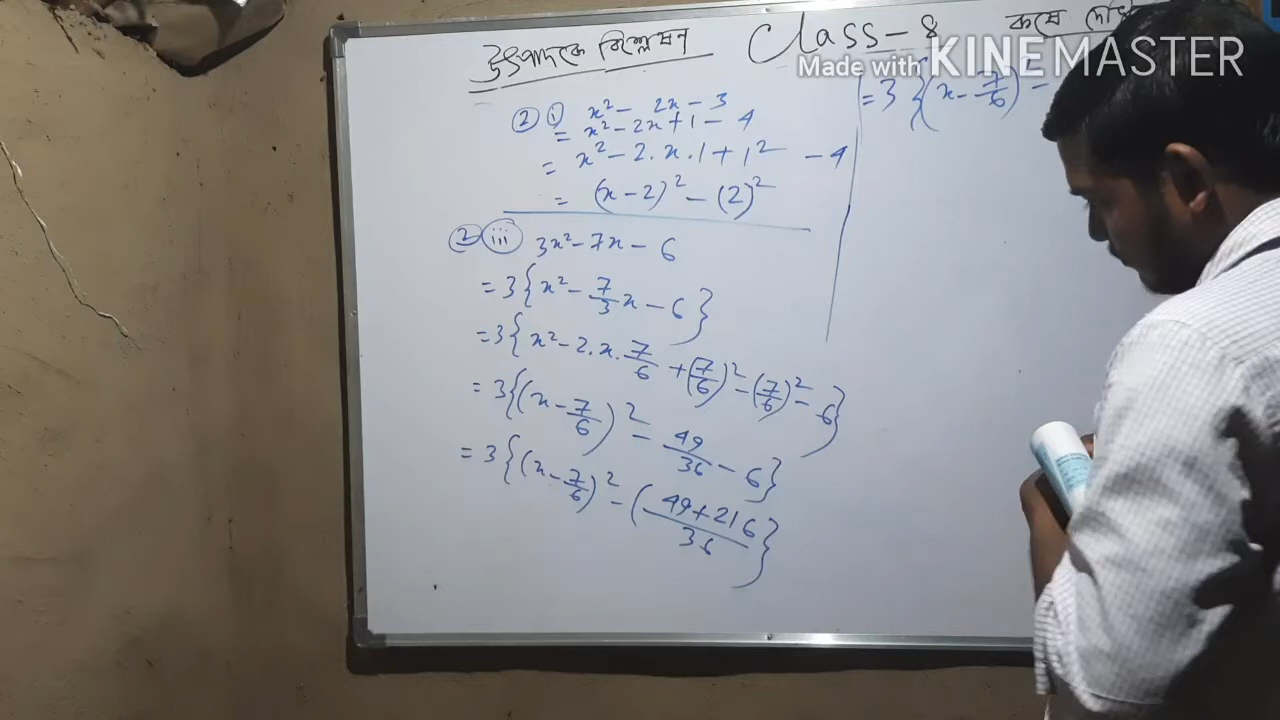 উৎপাদকে বিশ্লেষণ Class-8 কষে দেখি
Made with KINEMASTER
② ⓘ x² - 2x - 3
= x² - 2x + 1 - 4
= x² - 2.x.1 + 1² - 4
= (x - 2)² - (2)²
② ⓘⓘⓘ 3x² - 7x - 6
= 3{x² - 7/3 x - 6}
= 3{x² - 2.x.7/6 + (7/6)² - (7/6)² - 6}
= 3{(x - 7/6)² - 49/36 - 6}
= 3{(x - 7/6)² - (49+216/36}
= 3{(x - 7/6)² -